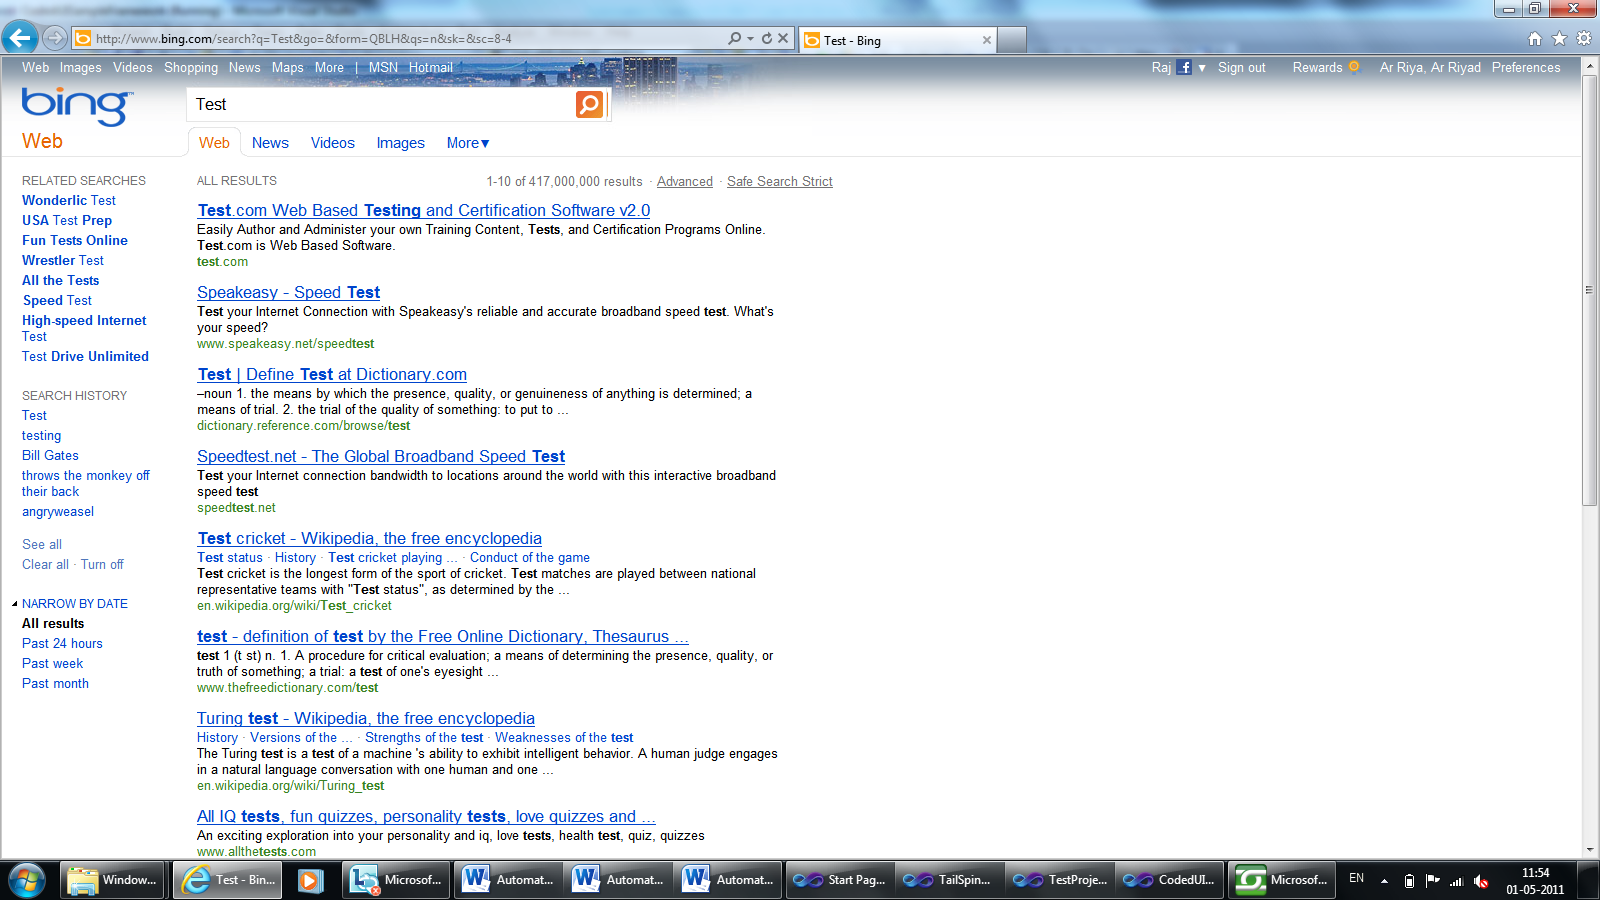 http://www.bing.com/search?q=Test&go=&form=QBLH&qs=n&sk=&sc=8-4
Test - Bing
Web Images Videos Shopping News Maps More | MSN Hotmail
Raj Sign out Rewards Ar Riya, Ar Riyad Preferences
bing™
Test
Web
Web News Videos Images More
RELATED SEARCHES
Wonderlic Test
USA Test Prep
Fun Tests Online
Wrestler Test
All the Tests
Speed Test
High-speed Internet
Test
Test Drive Unlimited
SEARCH HISTORY
Test
testing
Bill Gates
throws the monkey off
their back
angryweasel
See all
Clear all · Turn off
NARROW BY DATE
All results
Past 24 hours
Past week
Past month
ALL RESULTS
1-10 of 417,000,000 results · Advanced · Safe Search Strict
Test.com Web Based Testing and Certification Software v2.0
Easily Author and Administer your own Training Content, Tests, and Certification Programs Online.
Test.com is Web Based Software.
test.com
Speakeasy - Speed Test
Test your Internet Connection with Speakeasy's reliable and accurate broadband speed test. What's
your speed?
www.speakeasy.net/speedtest
Test | Define Test at Dictionary.com
–noun 1. the means by which the presence, quality, or genuineness of anything is determined; a
means of trial. 2. the trial of the quality of something: to put to ...
dictionary.reference.com/browse/test
Speedtest.net - The Global Broadband Speed Test
Test your Internet connection bandwidth to locations around the world with this interactive broadband
speed test
speedtest.net
Test cricket - Wikipedia, the free encyclopedia
Test status · History · Test cricket playing ... · Conduct of the game
Test cricket is the longest form of the sport of cricket. Test matches are played between national
representative teams with "Test status", as determined by the ...
en.wikipedia.org/wiki/Test_cricket
test - definition of test by the Free Online Dictionary, Thesaurus ...
test 1 (t st) n. 1. A procedure for critical evaluation; a means of determining the presence, quality, or
truth of something; a trial: a test of one's eyesight ...
www.thefreedictionary.com/test
Turing test - Wikipedia, the free encyclopedia
History · Versions of the ... · Strengths of the test · Weaknesses of the test
The Turing test is a test of a machine 's ability to exhibit intelligent behavior. A human judge engages
in a natural language conversation with one human and one ...
en.wikipedia.org/wiki/Turing_test
All IQ tests, fun quizzes, personality tests, love quizzes and ...
An exciting exploration into your personality and iq, love tests, health test, quiz, quizzes
www.allthetests.com
Window... Test - Bin... Microsof... Automat... Automat... Automat... Start Pag... TailSpin... TestProje... CodedUI... Microsof... EN 11:54
01-05-2011